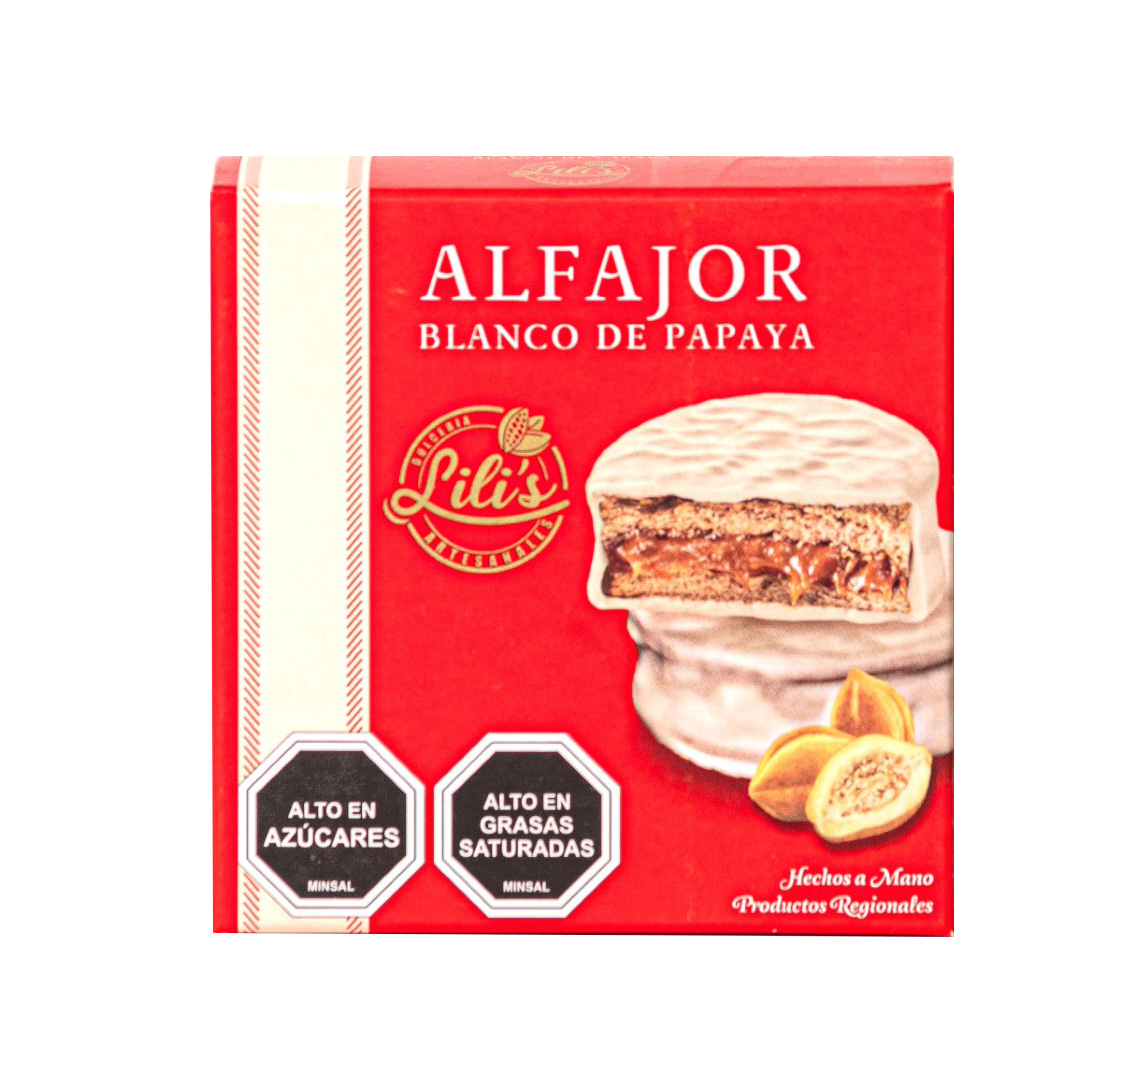 Lili's
ALFAJOR
BLANCO DE PAPAYA
DULCERIA
Lili's
ARTESANALES
ALTO EN
AZÚCARES
MINSAL
ALTO EN
GRASAS
SATURADAS
MINSAL
Hechos a Mano
Productos Regionales